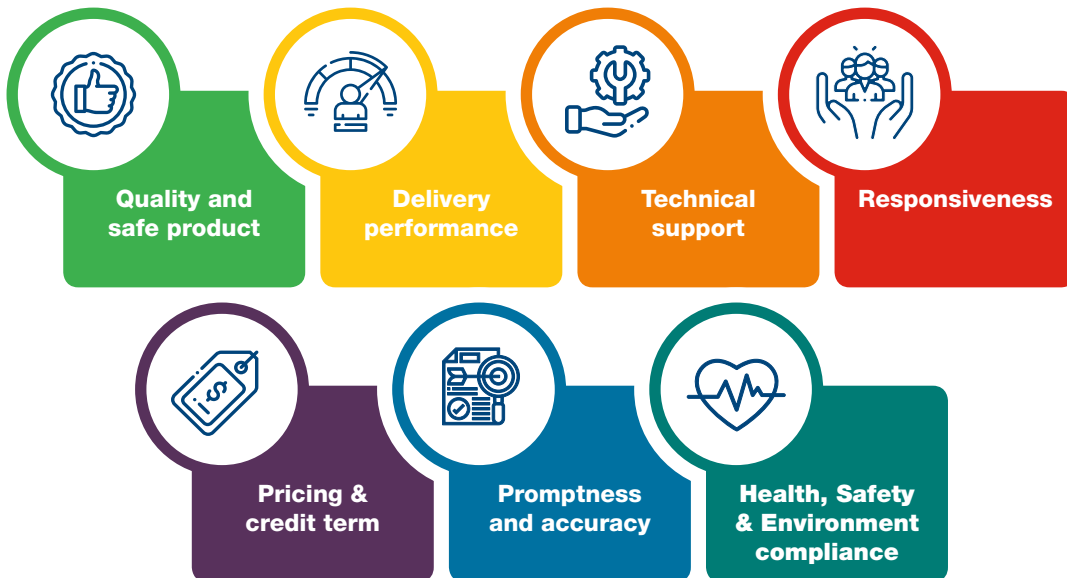 Quality and
safe product
Delivery
performance
Technical
support
Responsiveness
$
Pricing &
credit term
Promptness
and accuracy
Health, Safety
& Environment
compliance